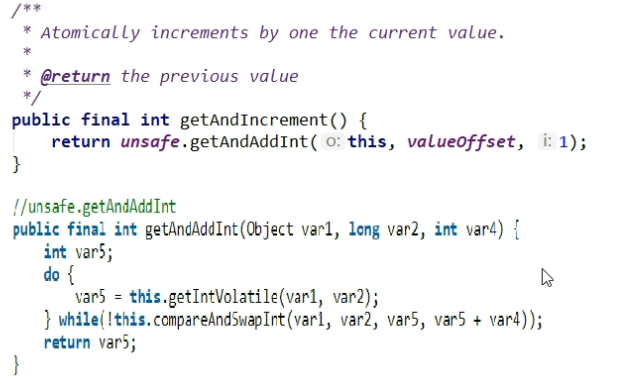 /**
 * Atomically increments by one the current value.
 *
 * @return the previous value
 */
public final int getAndIncrement() {
    return unsafe.getAndAddInt( o: this, valueOffset, i: 1);
}
//unsafe.getAndAddInt
public final int getAndAddInt(Object var1, long var2, int var4) {
    int var5;
    do {
        var5 = this.getIntVolatile(var1, var2);
    } while(!this.compareAndSwapInt(var1, var2, var5, var5 + var4));
    return var5;
}